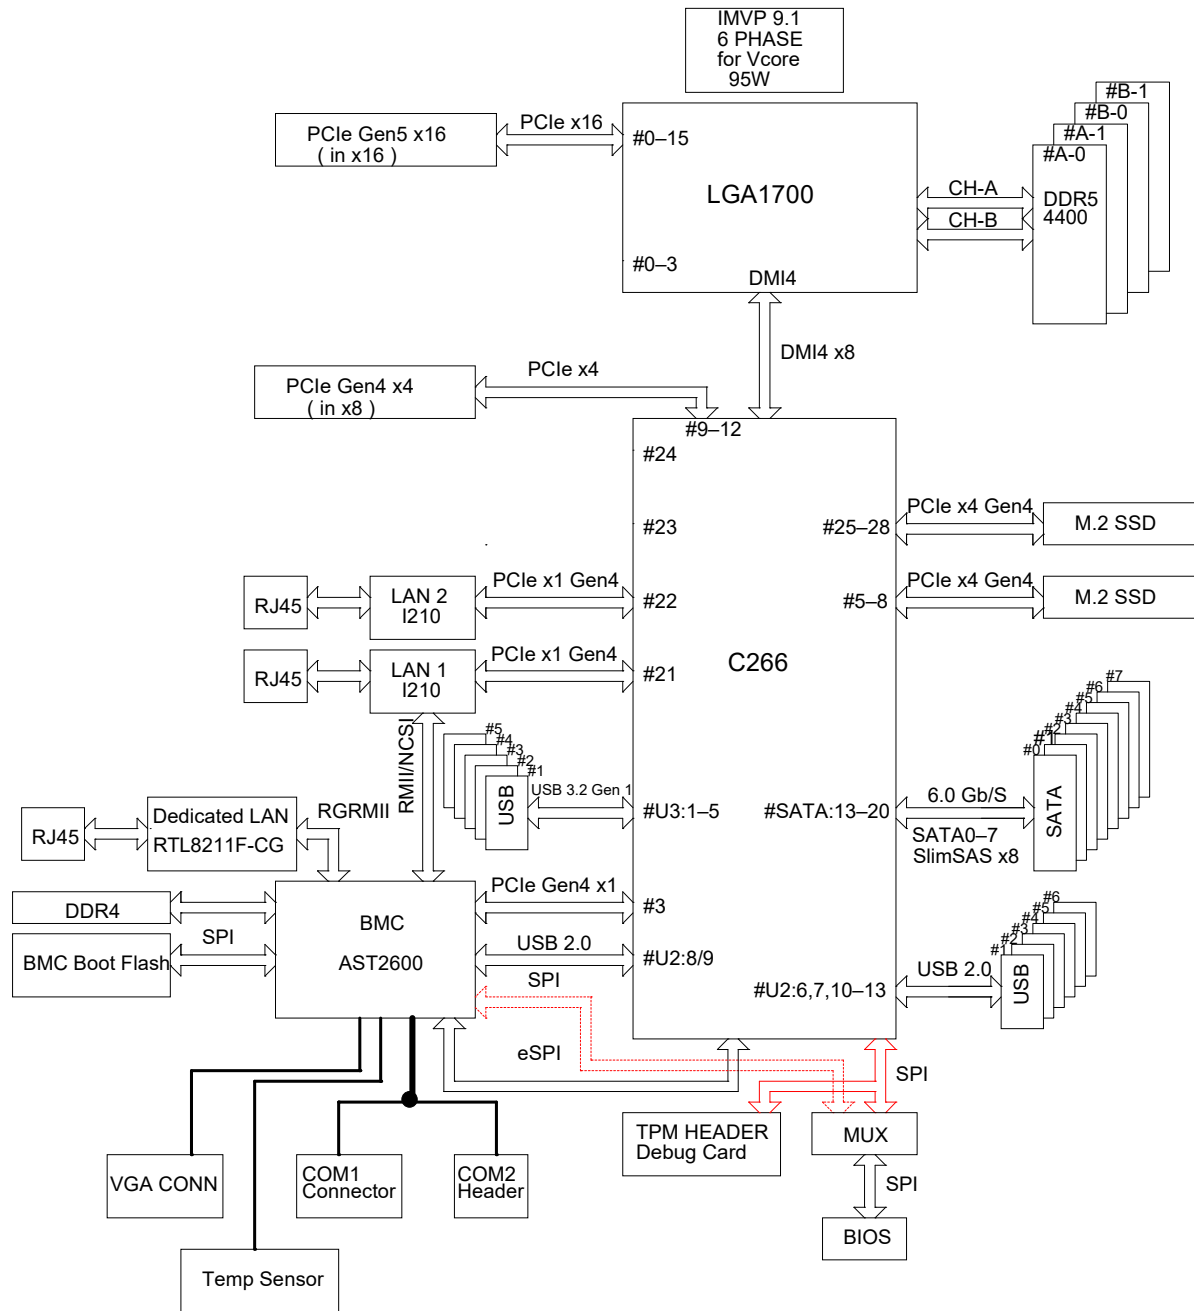 IMVP 9.1
6 PHASE
for Vcore
95W
#B-1
#B-0
#A-1
#A-0
DDR5
4400
PCIe Gen5 x16
( in x16 )
PCIe x16
#0–15
LGA1700
CH-A
CH-B
#0–3
DMI4
DMI4 x8
PCIe Gen4 x4
( in x8 )
PCIe x4
#9–12
#24
#23
#25–28
PCIe x4 Gen4
M.2 SSD
RJ45
LAN 2
I210
PCIe x1 Gen4
#22
#5–8
PCIe x4 Gen4
M.2 SSD
RJ45
LAN 1
I210
PCIe x1 Gen4
#21
C266
RMII/NCSI
#5
#4
#3
#2
#1
USB
USB 3.2 Gen 1
#U3:1–5
#SATA:13–20
6.0 Gb/S
SATA0–7
SlimSAS x8
#7
#6
#5
#4
#3
#2
#1
#0
SATA
RJ45
Dedicated LAN
RTL8211F-CG
RGRMII
DDR4
BMC Boot Flash
SPI
BMC
AST2600
PCIe Gen4 x1
#3
USB 2.0
#U2:8/9
#U2:6,7,10–13
USB 2.0
#6
#5
#4
#3
#2
#1
USB
SPI
eSPI
SPI
TPM HEADER
Debug Card
MUX
SPI
BIOS
VGA CONN
COM1
Connector
COM2
Header
Temp Sensor